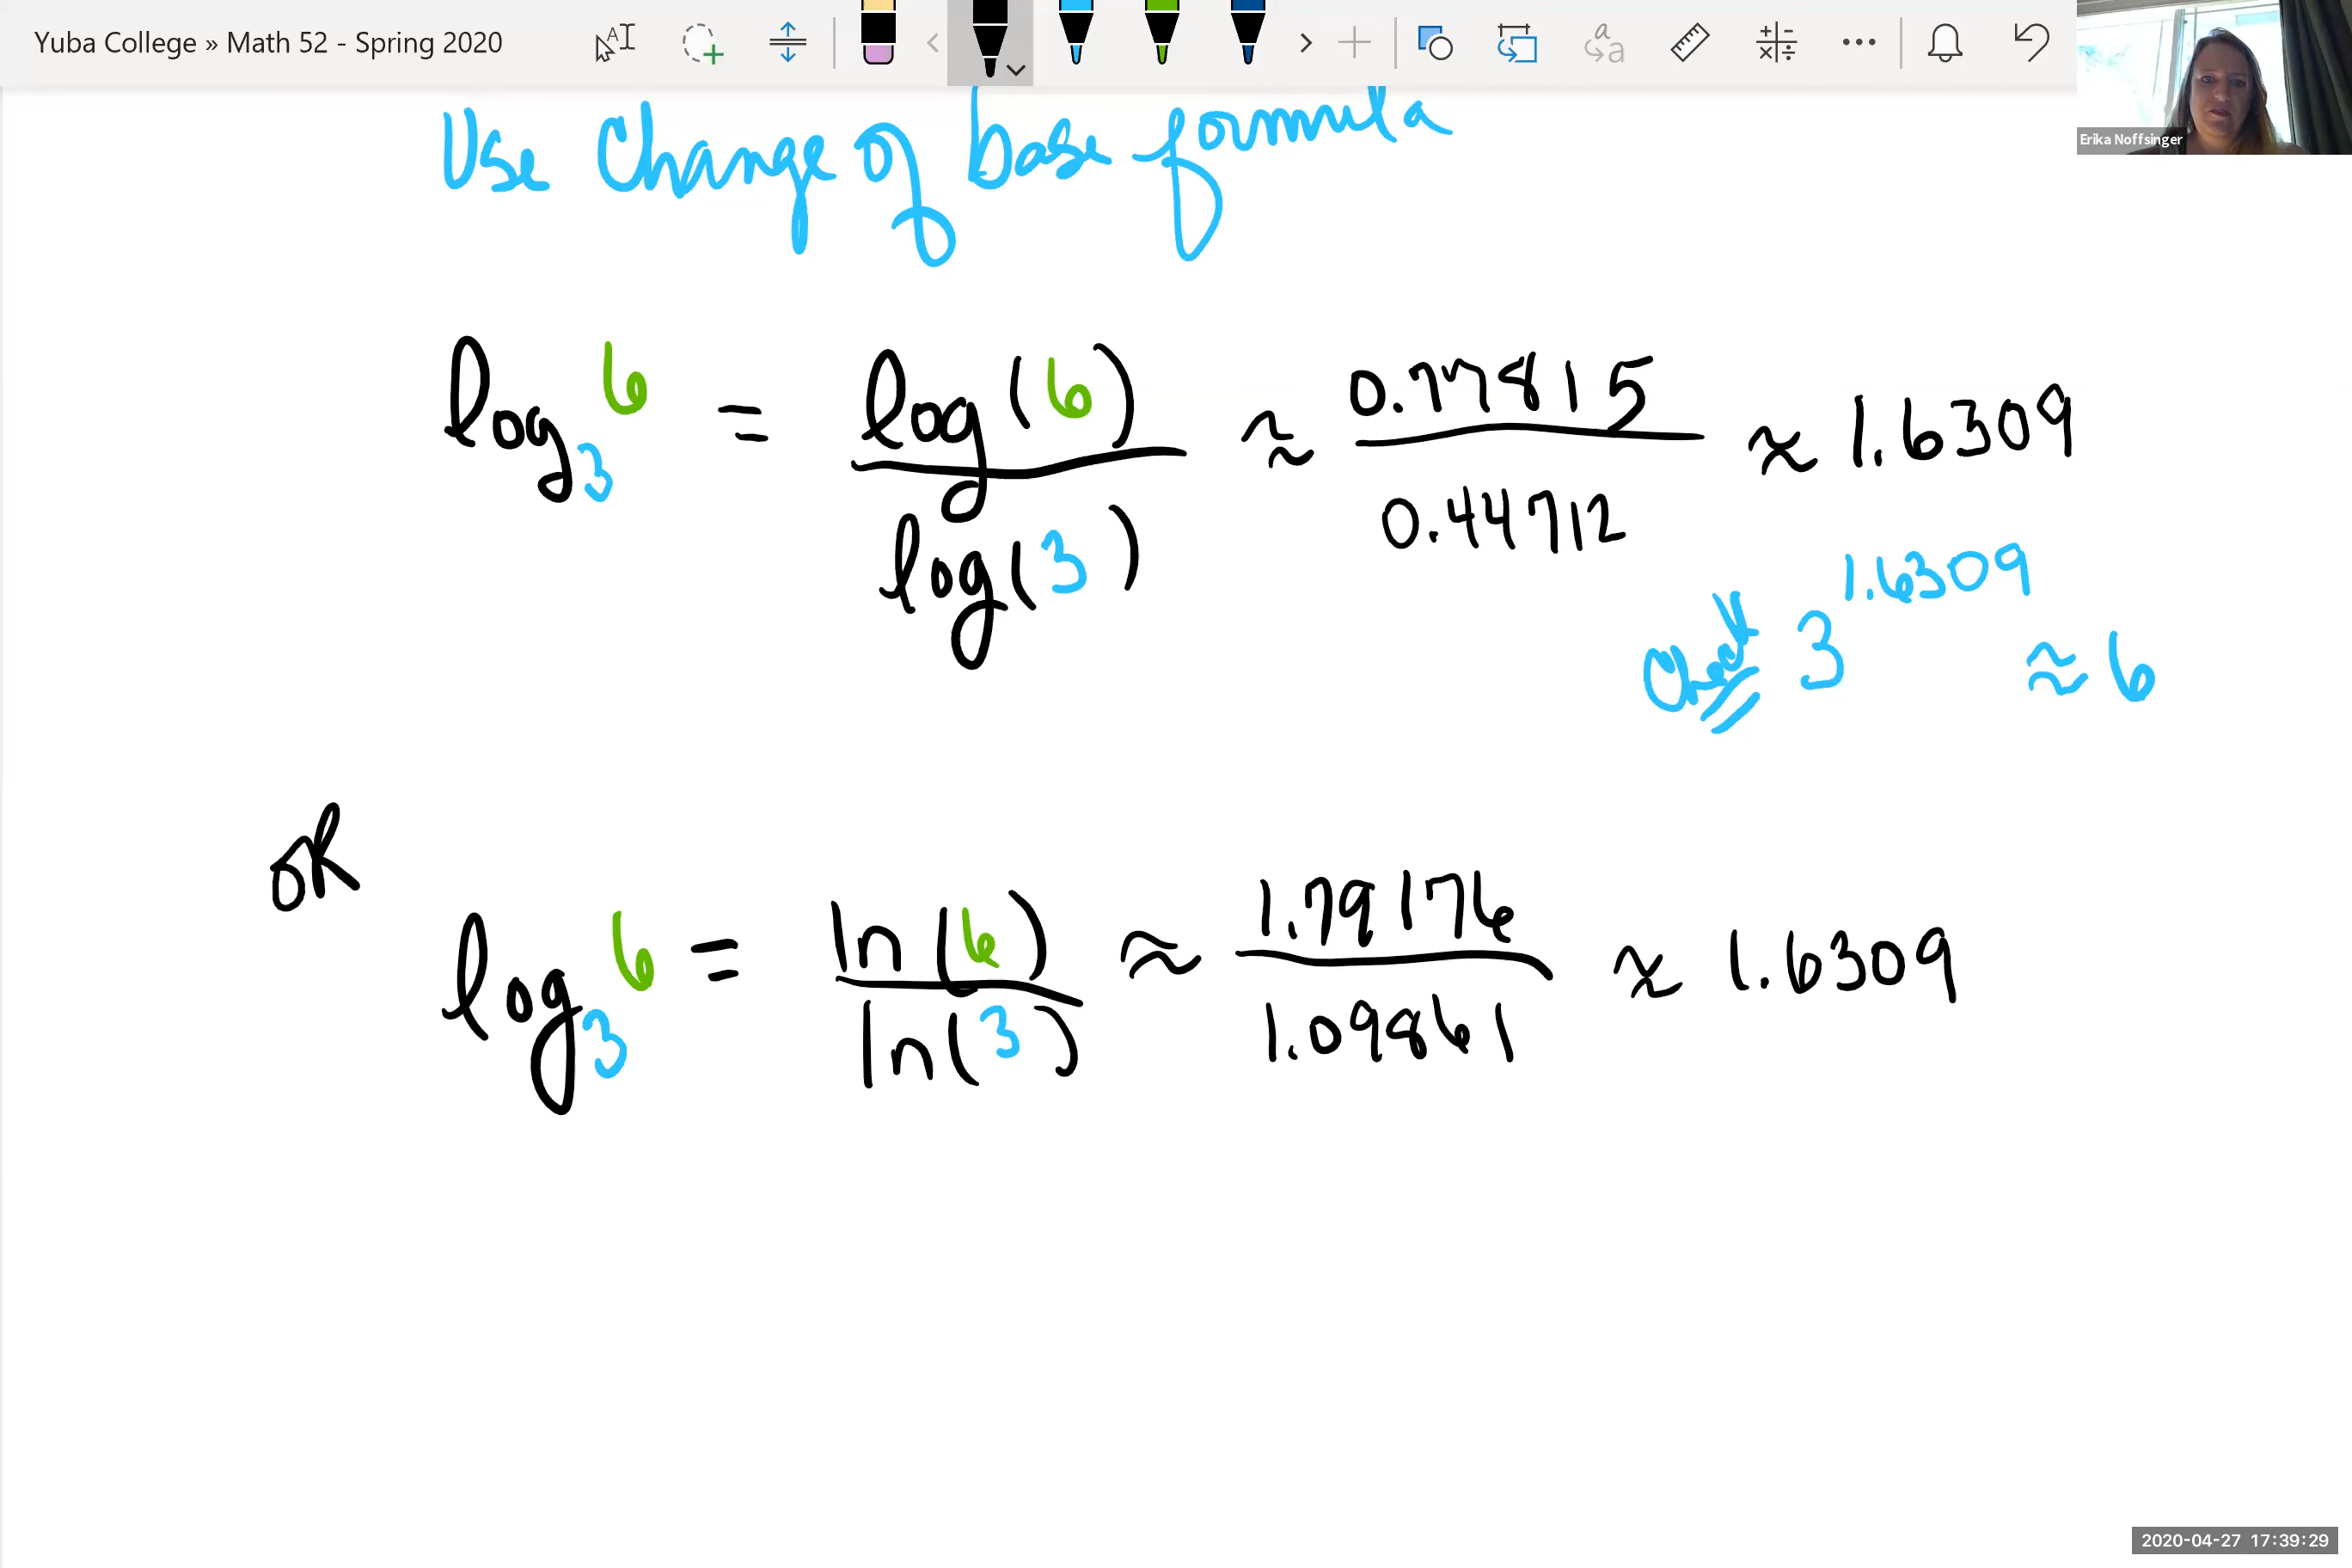 Yuba College » Math 52 - Spring 2020
Erika Noffsinger
Use Change of base formula
log₃ 6 = log(6) / log(3) ≈ 0.77815 / 0.44712 ≈ 1.6309
Check 3^1.6309 ≈ 6
OR
log₃ 6 = ln(6) / ln(3) ≈ 1.79176 / 1.09861 ≈ 1.6309
2020-04-27 17:39:29